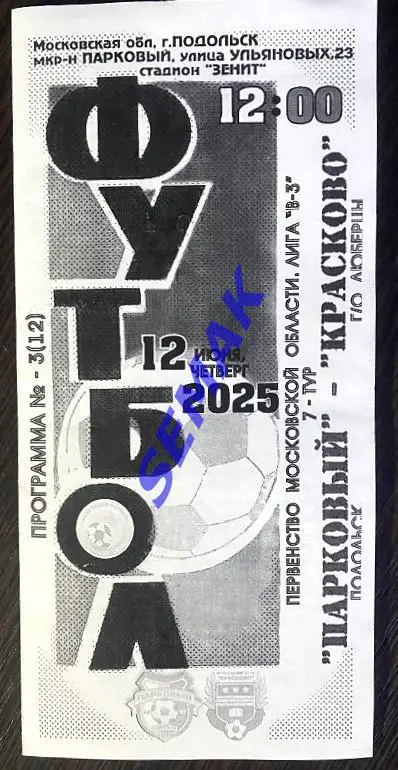 Московская обл, г.ПОДОЛЬСК
мкр-н ПАРКОВЫЙ, улица УЛЬЯНОВЫХ,23
стадион "ЗЕНИТ"
12:00
ФУТБОЛ
12 ИЮНЯ,
ЧЕТВЕРГ
2025
ПРОГРАММА № - 3(12)
ПЕРВЕНСТВО МОСКОВСКОЙ ОБЛАСТИ. ЛИГА "В-3"
7 - ТУР
"ПАРКОВЫЙ" – "КРАСКОВО"
ПОДОЛЬСК
Г/О ЛЮБЕРЦЫ
SEMAK
ПАРКОВЫЙ